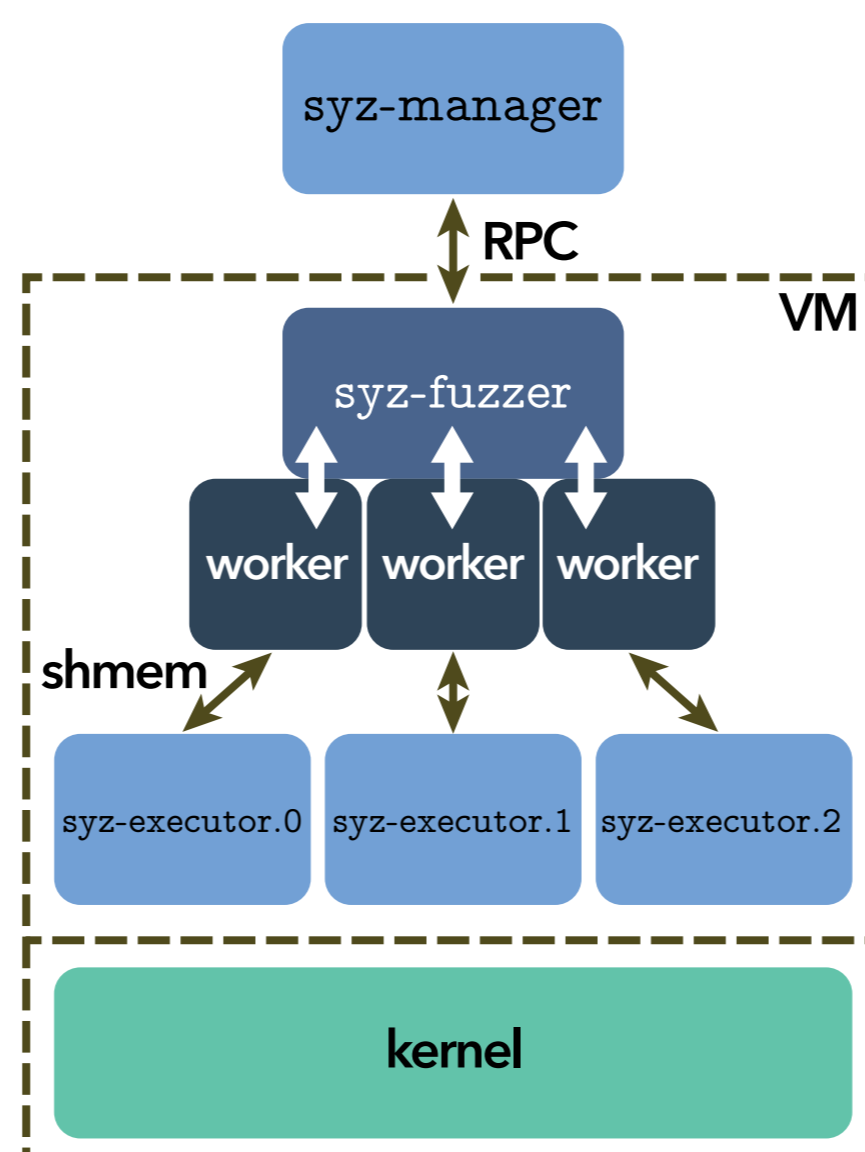 syz-manager
RPC
VM
syz-fuzzer
worker worker worker
shmem
syz-executor.0 syz-executor.1 syz-executor.2
kernel